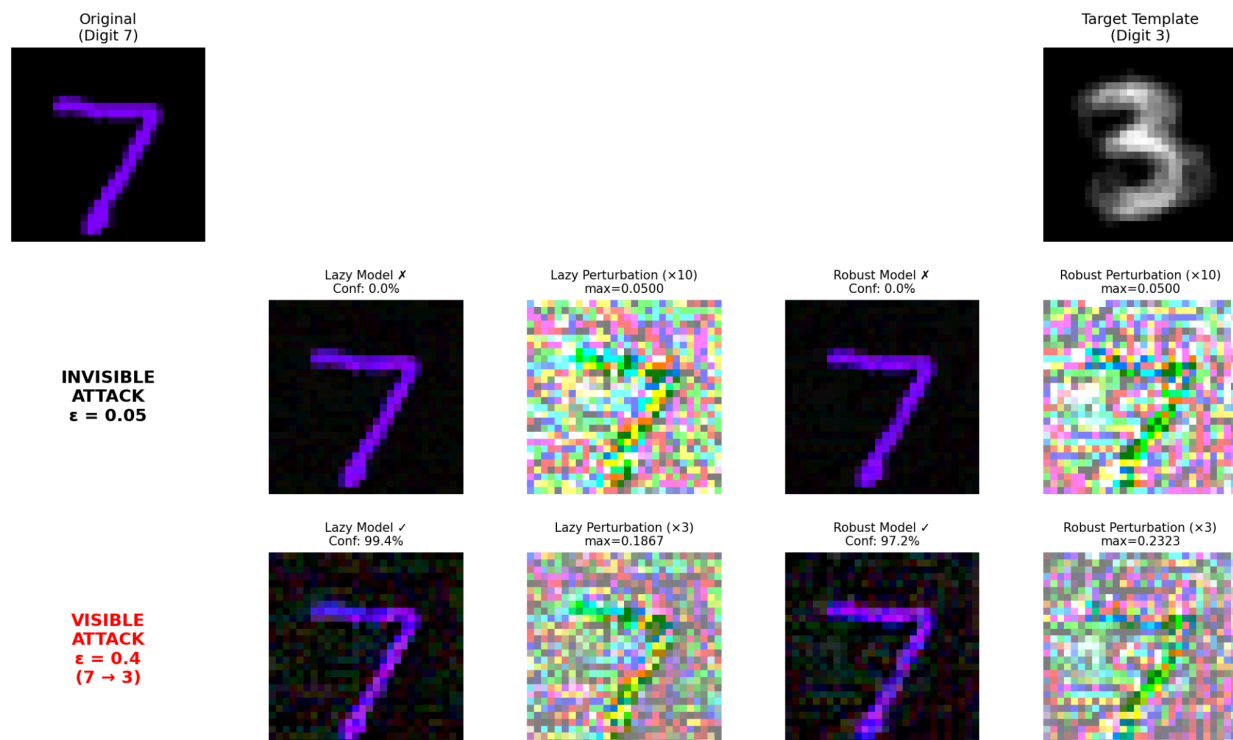 Original
(Digit 7)
Target Template
(Digit 3)
INVISIBLE
ATTACK
ε = 0.05
Lazy Model ✗
Conf: 0.0%
Lazy Perturbation (×10)
max=0.0500
Robust Model ✗
Conf: 0.0%
Robust Perturbation (×10)
max=0.0500
VISIBLE
ATTACK
ε = 0.4
(7 → 3)
Lazy Model ✓
Conf: 99.4%
Lazy Perturbation (×3)
max=0.1867
Robust Model ✓
Conf: 97.2%
Robust Perturbation (×3)
max=0.2323